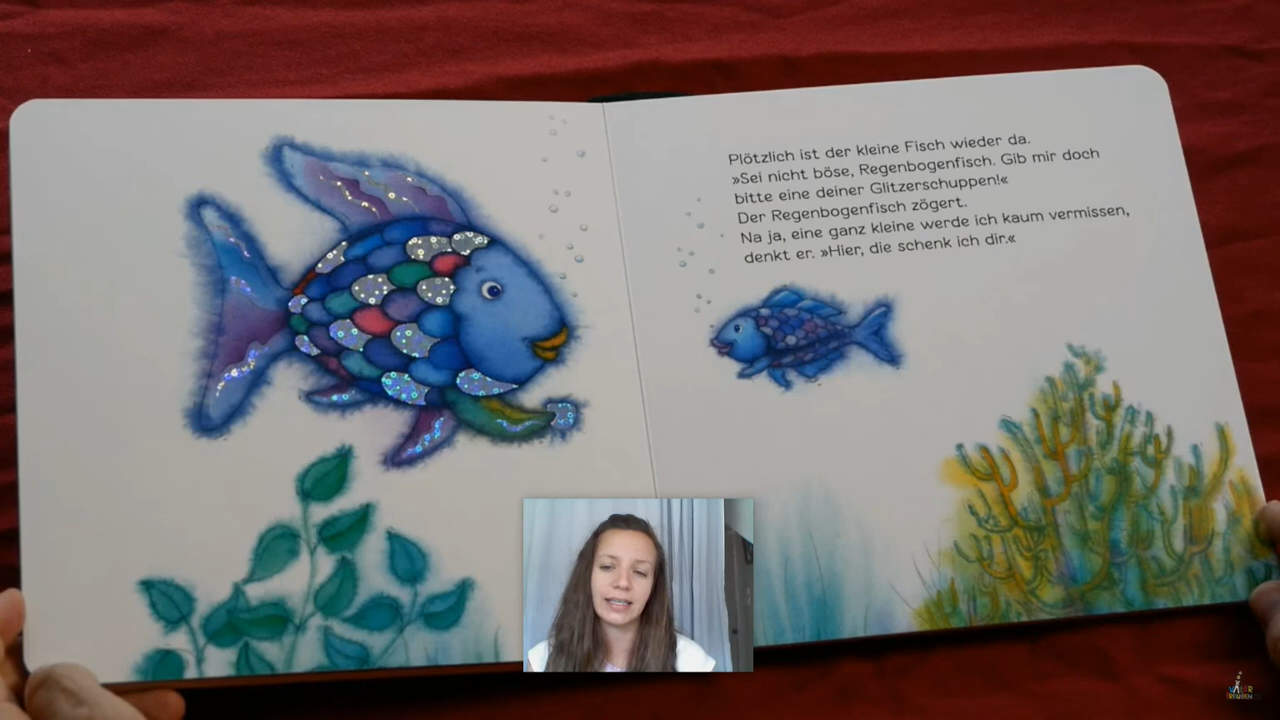 Plötzlich ist der kleine Fisch wieder da.
»Sei nicht böse, Regenbogenfisch. Gib mir doch
bitte eine deiner Glitzerschuppen!«
Der Regenbogenfisch zögert.
Na ja, eine ganz kleine werde ich kaum vermissen,
denkt er. »Hier, die schenk ich dir.«